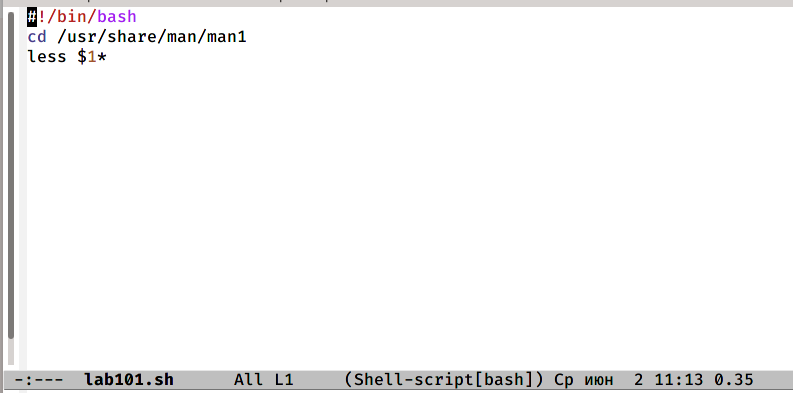 #!/bin/bash
cd /usr/share/man/man1
less $1*
-:--- lab101.sh All L1 (Shell-script[bash]) Ср июн 2 11:13 0.35